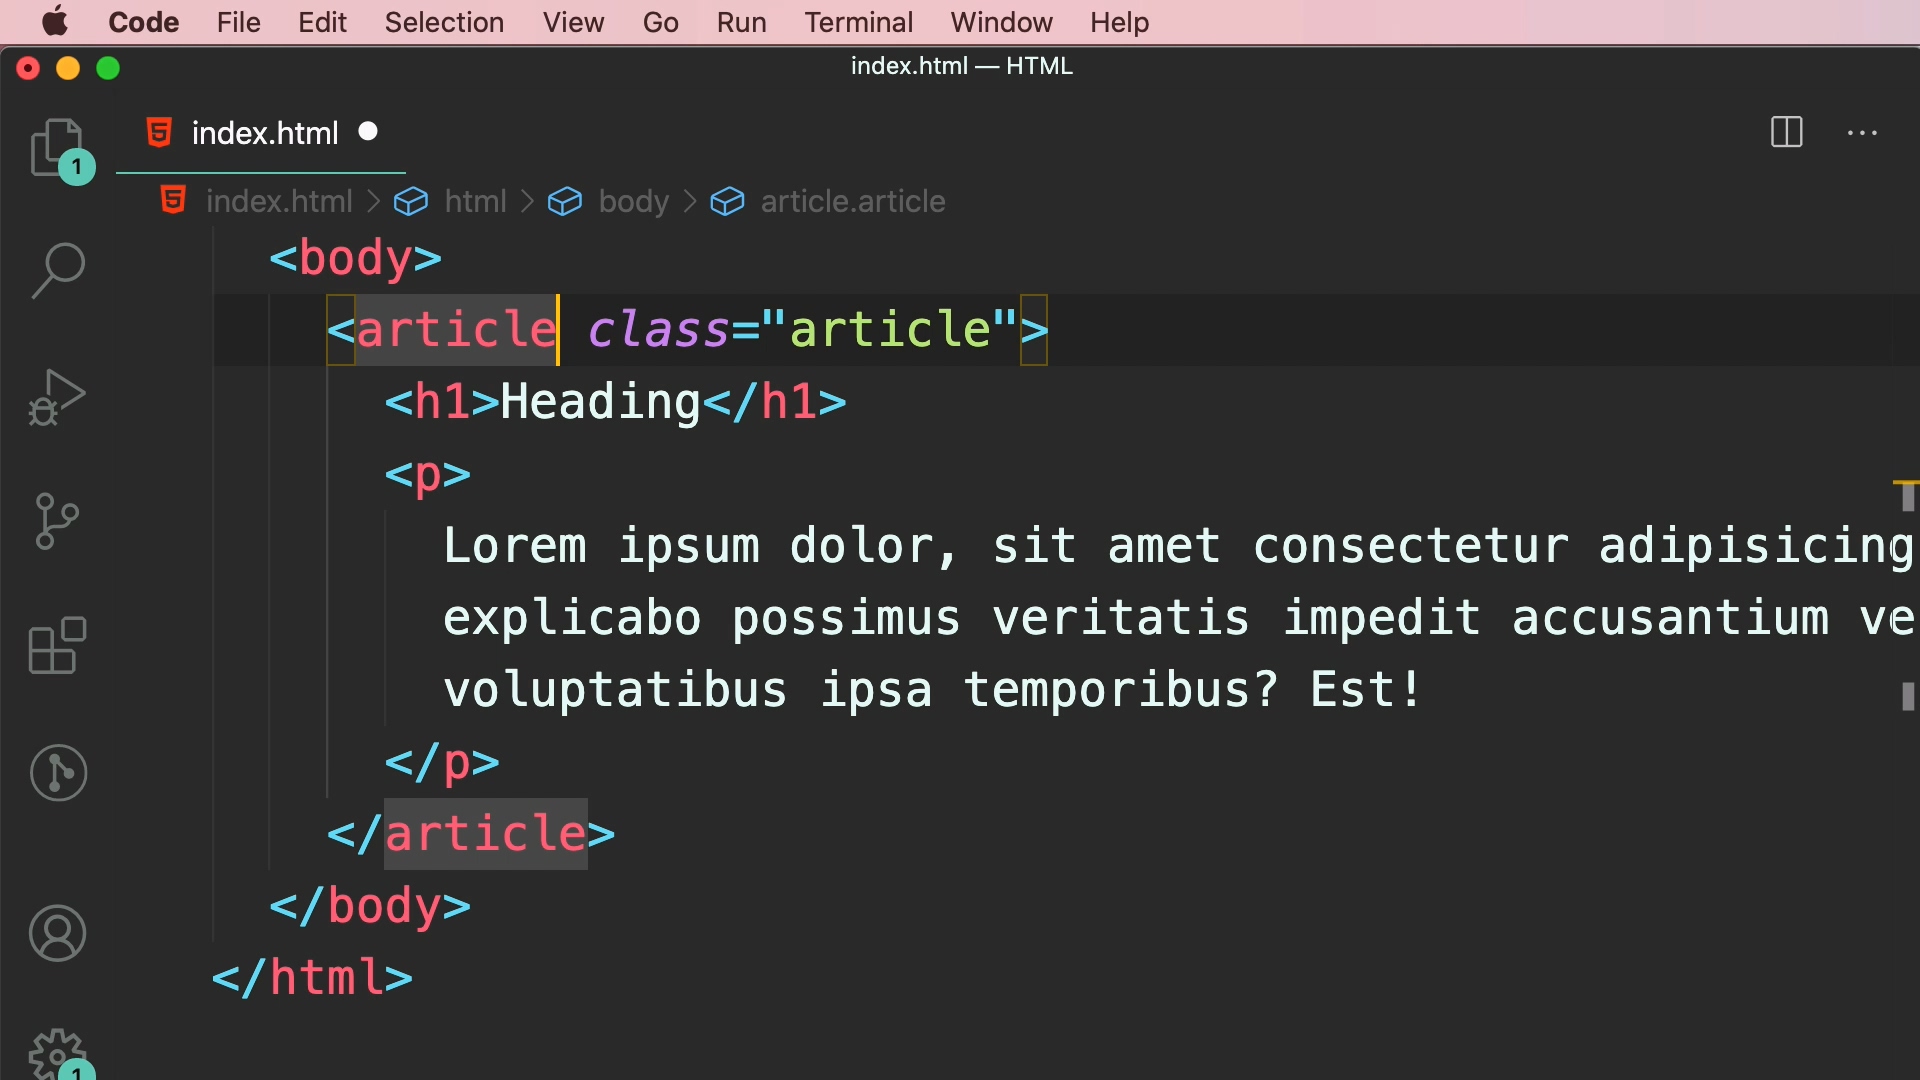 Code File Edit Selection View Go Run Terminal Window Help
index.html — HTML
index.html
1
index.html > html > body > article.article
<body>
<article class="article">
<h1>Heading</h1>
<p>
Lorem ipsum dolor, sit amet consectetur adipisicing
explicabo possimus veritatis impedit accusantium ve
voluptatibus ipsa temporibus? Est!
</p>
</article>
</body>
</html>
1